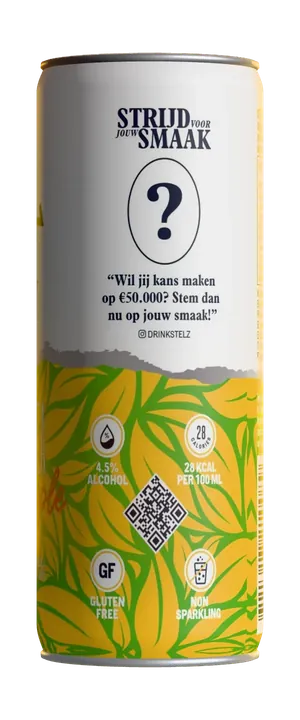 STRIJD VOOR
JOUW SMAAK
?
“Wil jij kans maken
op €50.000? Stem dan
nu op jouw smaak!”
DRINKSTELZ
%
28
CALORIES
4.5%
ALCOHOL
28 KCAL
PER 100 ML
GF
GLUTEN
FREE
NON
SPARKLING